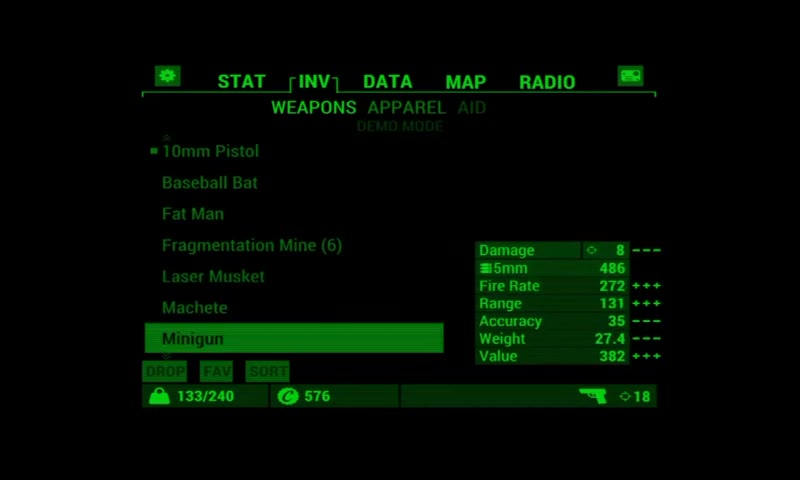 STAT INV DATA MAP RADIO
WEAPONS APPAREL AID
DEMO MODE
10mm Pistol
Baseball Bat
Fat Man
Fragmentation Mine (6)
Laser Musket
Machete
Minigun
Damage 8 ---
5mm 486
Fire Rate 272 +++
Range 131 +++
Accuracy 35 ---
Weight 27.4 ---
Value 382 +++
DROP FAV SORT
133/240 576 18